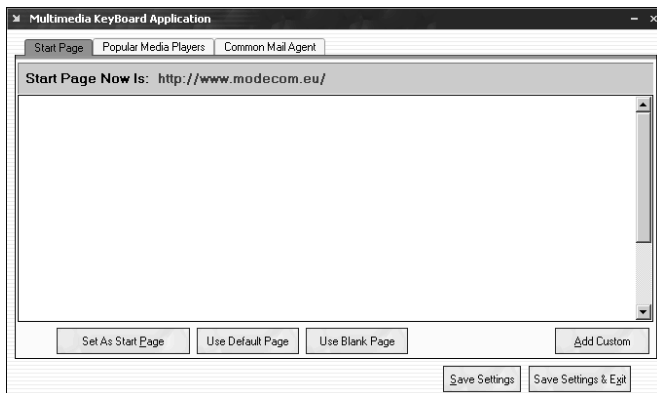 Multimedia KeyBoard Application
Start Page Popular Media Players Common Mail Agent
Start Page Now Is: http://www.modecom.eu/
Set As Start Page Use Default Page Use Blank Page Add Custom
Save Settings Save Settings & Exit